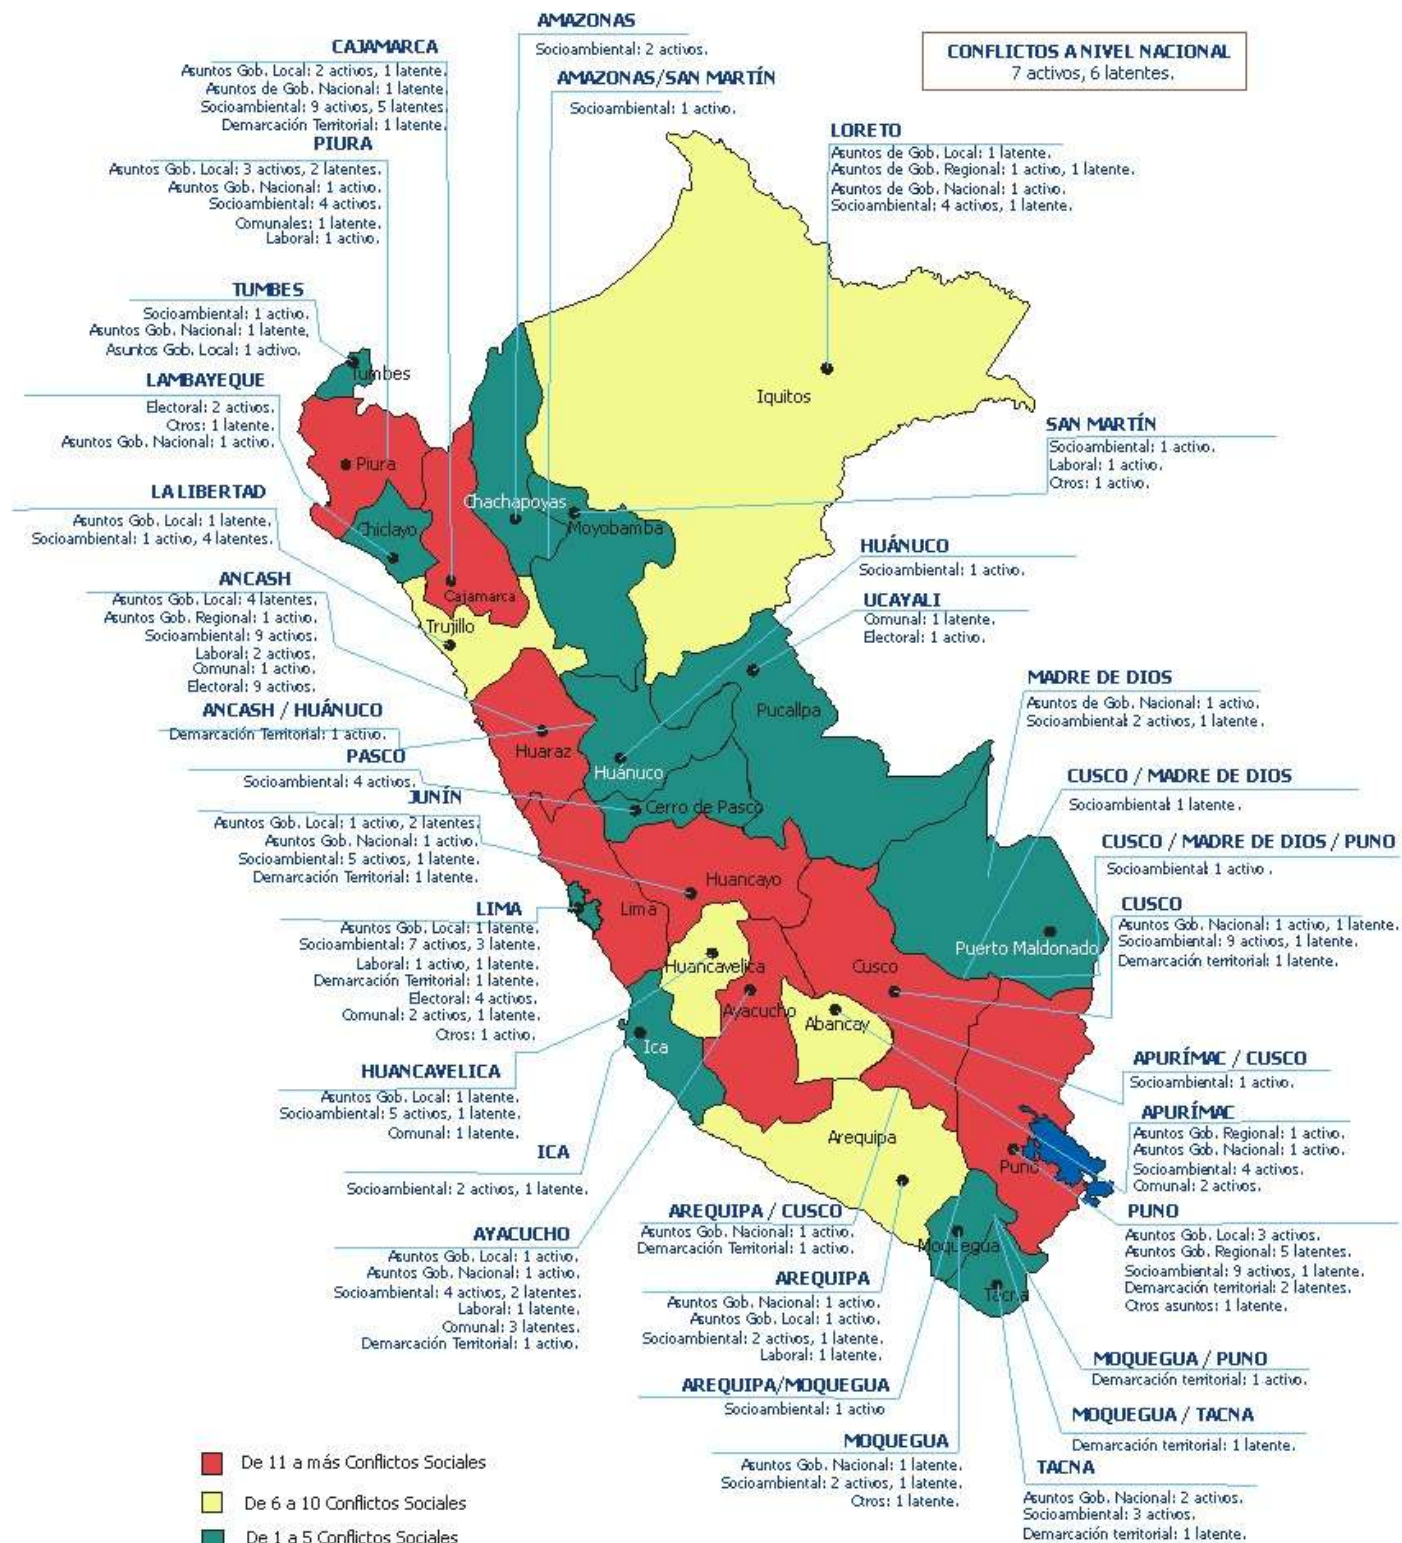 AMAZONAS
Socioambiental: 2 activos.
CAJAMARCA
Asuntos Gob. Local: 2 activos, 1 latente.
Asuntos de Gob. Nacional: 1 latente.
Socioambiental: 9 activos, 5 latentes.
Demarcación Territorial: 1 latente.
AMAZONAS/SAN MARTÍN
Socioambiental: 1 activo.
CONFLICTOS A NIVEL NACIONAL
7 activos, 6 latentes.
PIURA
Asuntos Gob. Local: 3 activos, 2 latentes.
Asuntos Gob. Nacional: 1 activo.
Socioambiental: 4 activos.
Comunales: 1 latente.
Laboral: 1 activo.
LORETO
Asuntos de Gob. Local: 1 latente.
Asuntos de Gob. Regional: 1 activo, 1 latente.
Asuntos de Gob. Nacional: 1 activo.
Socioambiental: 4 activos, 1 latente.
TUMBES
Socioambiental: 1 activo.
Asuntos Gob. Nacional: 1 latente.
Asuntos Gob. Local: 1 activo.
LAMBAYEQUE
Electoral: 2 activos.
Otros: 1 latente.
Asuntos Gob. Nacional: 1 activo.
SAN MARTÍN
Socioambiental: 1 activo.
Laboral: 1 activo.
Otros: 1 activo.
LA LIBERTAD
Asuntos Gob. Local: 1 latente.
Socioambiental: 1 activo, 4 latentes.
HUÁNUCO
Socioambiental: 1 activo.
ANCASH
Asuntos Gob. Local: 4 latentes.
Asuntos Gob. Regional: 1 activo.
Socioambiental: 9 activos.
Laboral: 2 activos.
Comunal: 1 activo.
Electoral: 9 activos.
UCAYALI
Comunal: 1 latente.
Electoral: 1 activo.
ANCASH / HUÁNUCO
Demarcación Territorial: 1 activo.
MADRE DE DIOS
Asuntos de Gob. Nacional: 1 activo.
Socioambiental: 2 activos, 1 latente.
PASCO
Socioambiental: 4 activos.
CUSCO / MADRE DE DIOS
Socioambiental: 1 latente.
JUNÍN
Asuntos Gob. Local: 1 activo, 2 latentes.
Asuntos Gob. Nacional: 1 activo.
Socioambiental: 5 activos, 1 latente.
Demarcación Territorial: 1 latente.
CUSCO / MADRE DE DIOS / PUNO
Socioambiental: 1 activo.
CUSCO
Asuntos Gob. Nacional: 1 activo, 1 latente.
Socioambiental: 9 activos, 1 latente.
Demarcación territorial: 1 latente.
LIMA
Asuntos Gob. Local: 1 latente.
Socioambiental: 7 activos, 3 latente.
Laboral: 1 activo, 1 latente.
Demarcación Territorial: 1 latente.
Electoral: 4 activos.
Comunal: 2 activos, 1 latente.
Otros: 1 activo.
HUANCAVELICA
Asuntos Gob. Local: 1 latente.
Socioambiental: 5 activos, 1 latente.
Comunal: 1 latente.
APURÍMAC / CUSCO
Socioambiental: 1 activo.
APURÍMAC
Asuntos Gob. Regional: 1 activo.
Asuntos Gob. Nacional: 1 activo.
Socioambiental: 4 activos.
Comunal: 2 activos.
ICA
Socioambiental: 2 activos, 1 latente.
PUNO
Asuntos Gob. Local: 3 activos.
Asuntos Gob. Regional: 5 latentes.
Socioambiental: 9 activos, 1 latente.
Demarcación territorial: 2 latentes.
Otros asuntos: 1 latente.
AYACUCHO
Asuntos Gob. Local: 1 activo.
Asuntos Gob. Nacional: 1 activo.
Socioambiental: 4 activos, 2 latentes.
Laboral: 1 latente.
Comunal: 3 latentes.
Demarcación Territorial: 1 activo.
AREQUIPA / CUSCO
Asuntos Gob. Nacional: 1 activo.
Demarcación Territorial: 1 activo.
AREQUIPA
Asuntos Gob. Nacional: 1 activo.
Asuntos Gob. Local: 1 activo.
Socioambiental: 2 activos, 1 latente.
Laboral: 1 latente.
AREQUIPA/MOQUEGUA
Socioambiental: 1 activo
MOQUEGUA / PUNO
Demarcación territorial: 1 activo.
MOQUEGUA / TACNA
Demarcación territorial: 1 latente.
MOQUEGUA
Asuntos Gob. Nacional: 1 latente.
Socioambiental: 2 activos, 1 latente.
Otros: 1 latente.
TACNA
Asuntos Gob. Nacional: 2 activos.
Socioambiental: 3 activos.
Demarcación territorial: 1 latente.
Tumbes
Iquitos
Piura
Chachapoyas
Moyobamba
Chiclayo
Cajamarca
Trujillo
Pucallpa
Huaraz
Huánuco
Cerro de Pasco
Huancayo
Lima
Puerto Maldonado
Huancavelica
Cusco
Ayacucho
Abancay
Ica
Arequipa
Puno
Moquegua
Tacna
De 11 a más Conflictos Sociales
De 6 a 10 Conflictos Sociales
De 1 a 5 Conflictos Sociales